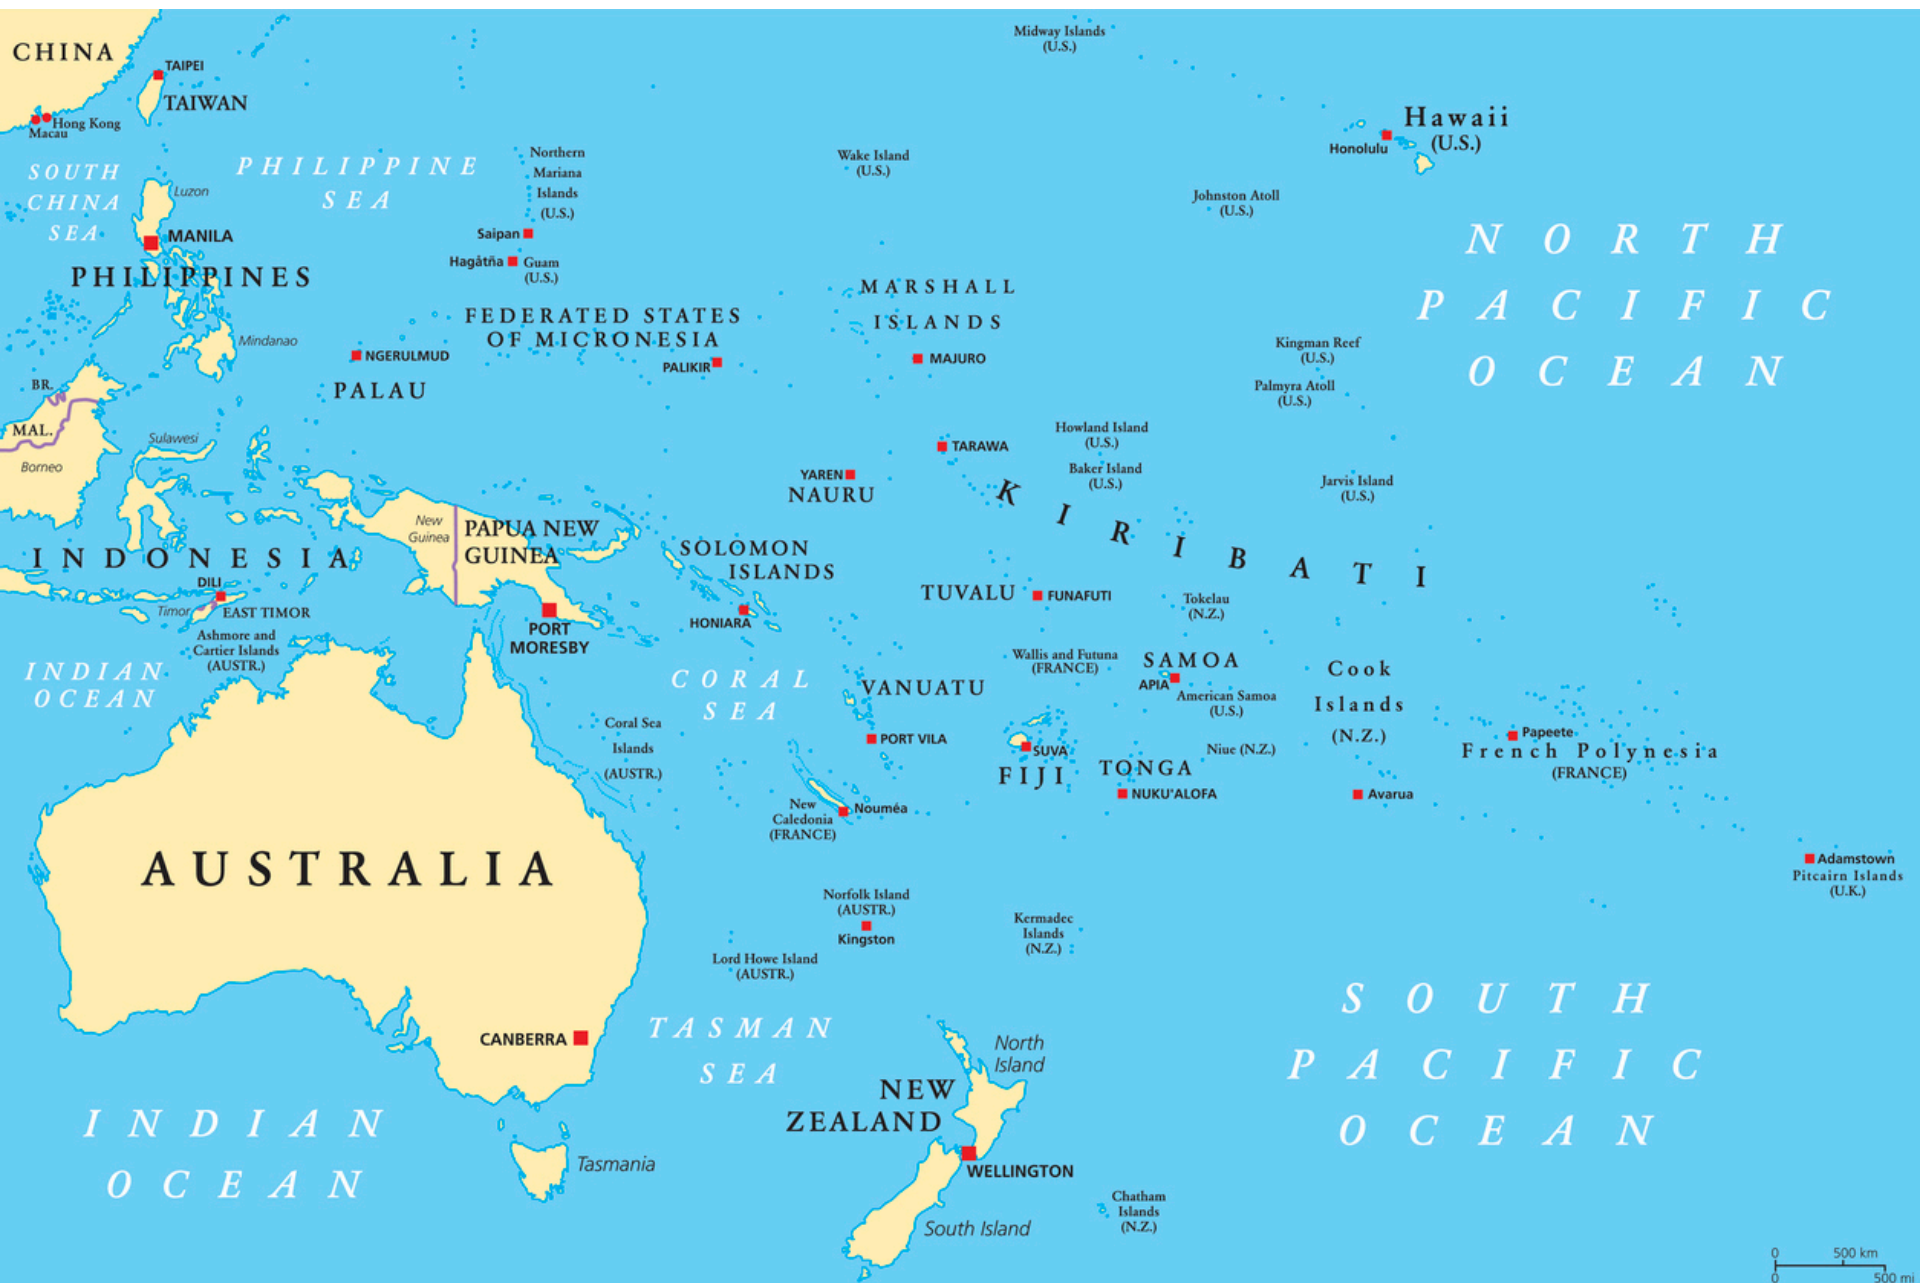 CHINA
TAIPEI
TAIWAN
Hong Kong
Macau
SOUTH
CHINA
SEA
PHILIPPINE
SEA
Luzon
MANILA
PHILIPPINES
Mindanao
Northern
Mariana
Islands
(U.S.)
Saipan
Hagåtña
Guam
(U.S.)
FEDERATED STATES
OF MICRONESIA
PALIKIR
NGERULMUD
PALAU
Midway Islands
(U.S.)
Wake Island
(U.S.)
Hawaii
(U.S.)
Honolulu
Johnston Atoll
(U.S.)
NORTH
PACIFIC
OCEAN
MARSHALL
ISLANDS
MAJURO
Kingman Reef
(U.S.)
Palmyra Atoll
(U.S.)
BR.
MAL.
Borneo
Sulawesi
INDONESIA
DILI
Timor
EAST TIMOR
Ashmore and
Cartier Islands
(AUSTR.)
INDIAN
OCEAN
New
Guinea
PAPUA NEW
GUINEA
PORT
MORESBY
SOLOMON
ISLANDS
HONIARA
YAREN
NAURU
TARAWA
KIRIBATI
Howland Island
(U.S.)
Baker Island
(U.S.)
Jarvis Island
(U.S.)
TUVALU
FUNAFUTI
Tokelau
(N.Z.)
Wallis and Futuna
(FRANCE)
SAMOA
APIA
American Samoa
(U.S.)
Cook
Islands
(N.Z.)
Niue (N.Z.)
CORAL
SEA
Coral Sea
Islands
(AUSTR.)
VANUATU
PORT VILA
SUVA
FIJI
TONGA
NUKU'ALOFA
Avarua
Papeete
French Polynesia
(FRANCE)
New
Caledonia
(FRANCE)
Nouméa
Adamstown
Pitcairn Islands
(U.K.)
AUSTRALIA
CANBERRA
Norfolk Island
(AUSTR.)
Kingston
Lord Howe Island
(AUSTR.)
Kermadec
Islands
(N.Z.)
TASMAN
SEA
SOUTH
PACIFIC
OCEAN
INDIAN
OCEAN
Tasmania
North
Island
NEW
ZEALAND
WELLINGTON
South Island
Chatham
Islands
(N.Z.)
0 500 km
0 500 mi